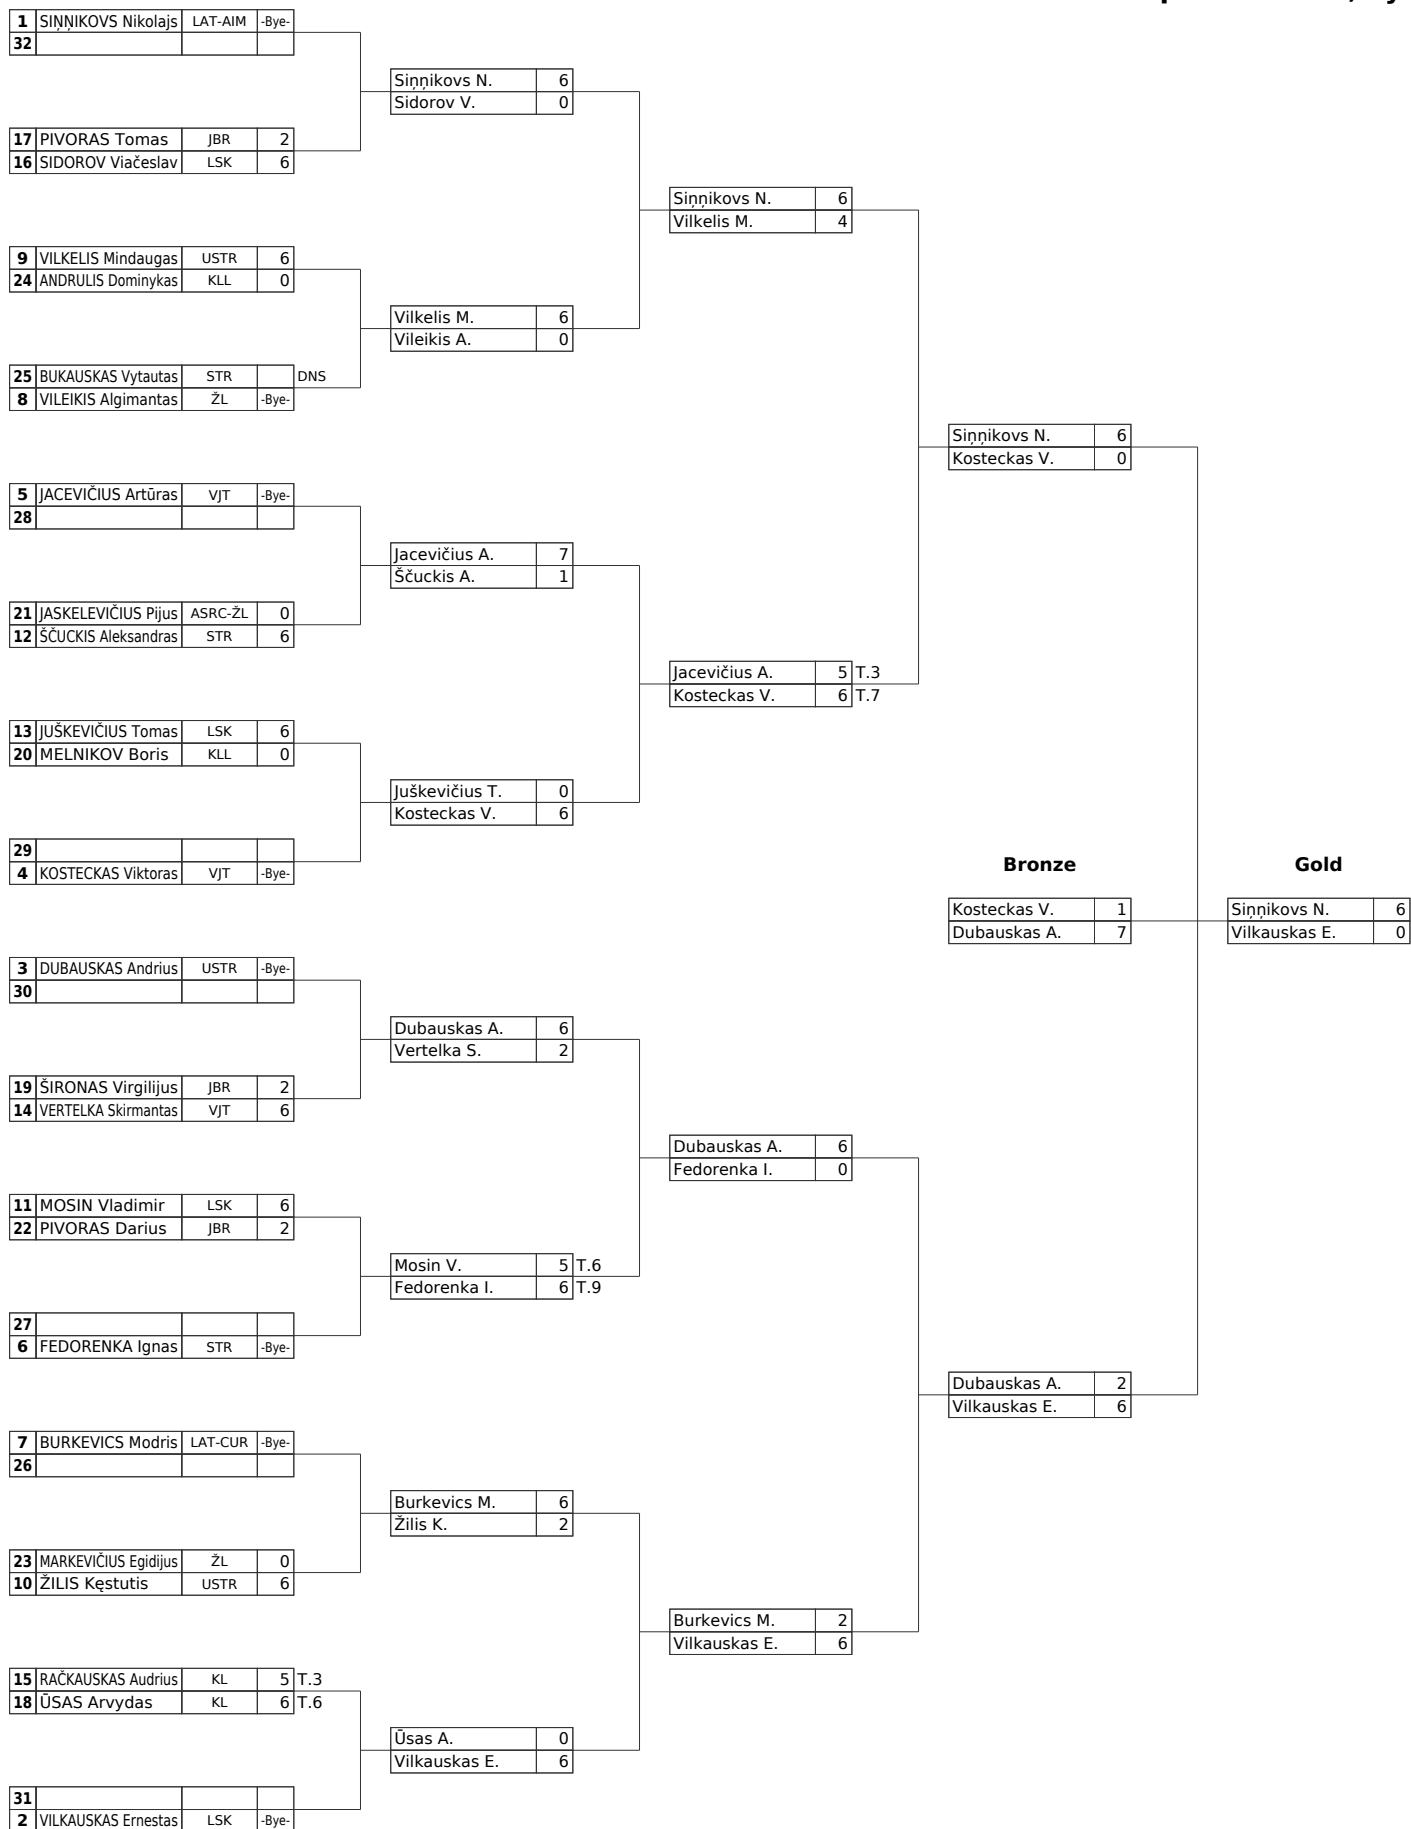 1 SIŅŅIKOVS Nikolajs LAT-AIM -Bye-
32
Siņņikovs N. 6
Sidorov V. 0
17 PIVORAS Tomas JBR 2
16 SIDOROV Viačeslav LSK 6
Siņņikovs N. 6
Vilkelis M. 4
9 VILKELIS Mindaugas USTR 6
24 ANDRULIS Dominykas KLL 0
Vilkelis M. 6
Vileikis A. 0
25 BUKAUSKAS Vytautas STR DNS
8 VILEIKIS Algimantas ŽL -Bye-
Siņņikovs N. 6
Kosteckas V. 0
5 JACEVIČIUS Artūras VJT -Bye-
28
Jacevičius A. 7
Ščuckis A. 1
21 JASKELEVIČIUS Pijus ASRC-ŽL 0
12 ŠČUCKIS Aleksandras STR 6
Jacevičius A. 5 T.3
Kosteckas V. 6 T.7
13 JUŠKEVIČIUS Tomas LSK 6
20 MELNIKOV Boris KLL 0
Juškevičius T. 0
Kosteckas V. 6
29
4 KOSTECKAS Viktoras VJT -Bye-
Bronze Gold
Kosteckas V. 1 Siņņikovs N. 6
Dubauskas A. 7 Vilkauskas E. 0
3 DUBAUSKAS Andrius USTR -Bye-
30
Dubauskas A. 6
Vertelka S. 2
19 ŠIRONAS Virgilijus JBR 2
14 VERTELKA Skirmantas VJT 6
Dubauskas A. 6
Fedorenka I. 0
11 MOSIN Vladimir LSK 6
22 PIVORAS Darius JBR 2
Mosin V. 5 T.6
Fedorenka I. 6 T.9
27
6 FEDORENKA Ignas STR -Bye-
Dubauskas A. 2
Vilkauskas E. 6
7 BURKEVICS Modris LAT-CUR -Bye-
26
Burkevics M. 6
Žilis K. 2
23 MARKEVIČIUS Egidijus ŽL 0
10 ŽILIS Kęstutis USTR 6
Burkevics M. 2
Vilkauskas E. 6
15 RAČKAUSKAS Audrius KL 5 T.3
18 ŪSAS Arvydas KL 6 T.6
Ūsas A. 0
Vilkauskas E. 6
31
2 VILKAUSKAS Ernestas LSK -Bye-